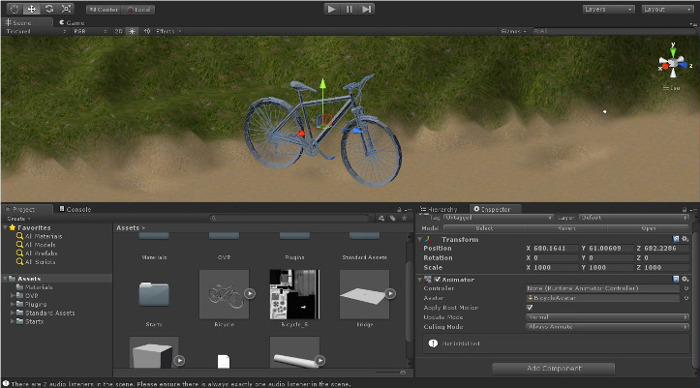 Center Local Layers Layout
Scene Game
Textured RGB 2D Effects Gizmos
y z
Iso
Project Console
Create
Favorites
All Materials
All Models
All Prefabs
All Scripts
Assets
Materials
OVR
Plugins
Standard Assets
Starts
Assets
Materials OVR Plugins Standard Assets
Starts Bicycle Bicycle_B Bridge
Hierarchy Inspector
Tag Untagged Layer Default
Model Select Revert Open
Transform
Position X 680.1641 Y 61.00609 Z 682.2286
Rotation X 0 Y 0 Z 0
Scale X 1000 Y 1000 Z 1000
Animator
Controller None (Runtime Animator Controller)
Avatar BicycleAvatar
Apply Root Motion
Update Mode Normal
Culling Mode Always Animate
Not initialized
Add Component
There are 2 audio listeners in the scene. Please ensure there is always exactly one audio listener in the scene.